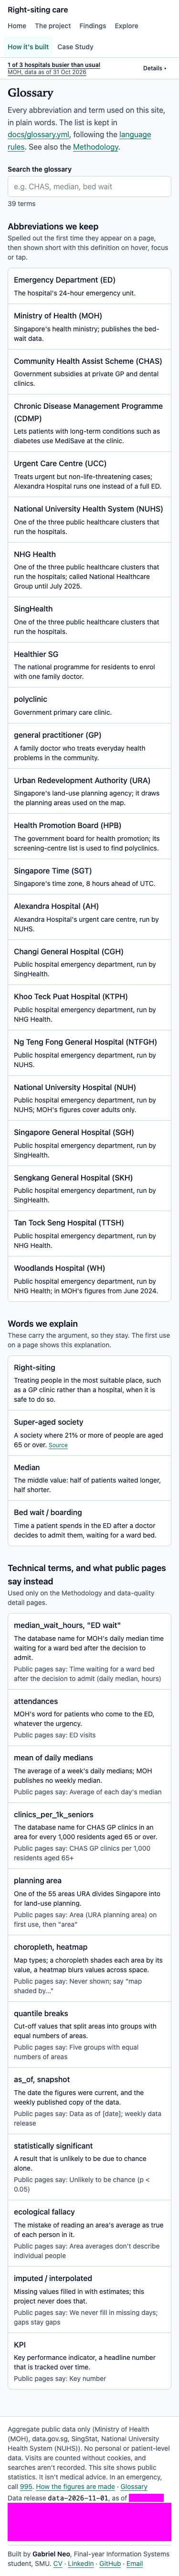 Right-siting care
Home The project Findings Explore
How it's built Case Study
1 of 3 hospitals busier than usual
MOH, data as of 31 Oct 2026
Details
Glossary
Every abbreviation and term used on this site,
in plain words. The list is kept in
docs/glossary.yml, following the language
rules. See also the Methodology.
Search the glossary
e.g. CHAS, median, bed wait
39 terms
Abbreviations we keep
Spelled out the first time they appear on a page,
then shown short with this definition on hover, focus
or tap.
Emergency Department (ED)
The hospital's 24-hour emergency unit.
Ministry of Health (MOH)
Singapore's health ministry; publishes the bed-
wait data.
Community Health Assist Scheme (CHAS)
Government subsidies at private GP and dental
clinics.
Chronic Disease Management Programme
(CDMP)
Lets patients with long-term conditions such as
diabetes use MediSave at the clinic.
Urgent Care Centre (UCC)
Treats urgent but non-life-threatening cases;
Alexandra Hospital runs one instead of a full ED.
National University Health System (NUHS)
One of the three public healthcare clusters that
run the hospitals.
NHG Health
One of the three public healthcare clusters that
run the hospitals; called National Healthcare
Group until July 2025.
SingHealth
One of the three public healthcare clusters that
run the hospitals.
Healthier SG
The national programme for residents to enrol
with one family doctor.
polyclinic
Government primary care clinic.
general practitioner (GP)
A family doctor who treats everyday health
problems in the community.
Urban Redevelopment Authority (URA)
Singapore's land-use planning agency; it draws
the planning areas used on the map.
Health Promotion Board (HPB)
The government board for health promotion; its
screening-centre list is used to find polyclinics.
Singapore Time (SGT)
Singapore's time zone, 8 hours ahead of UTC.
Alexandra Hospital (AH)
Alexandra Hospital's urgent care centre, run by
NUHS.
Changi General Hospital (CGH)
Public hospital emergency department, run by
SingHealth.
Khoo Teck Puat Hospital (KTPH)
Public hospital emergency department, run by
NHG Health.
Ng Teng Fong General Hospital (NTFGH)
Public hospital emergency department, run by
NUHS.
National University Hospital (NUH)
Public hospital emergency department, run by
NUHS; MOH's figures cover adults only.
Singapore General Hospital (SGH)
Public hospital emergency department, run by
SingHealth.
Sengkang General Hospital (SKH)
Public hospital emergency department, run by
SingHealth.
Tan Tock Seng Hospital (TTSH)
Public hospital emergency department, run by
NHG Health.
Woodlands Hospital (WH)
Public hospital emergency department, run by
NHG Health; in MOH's figures from June 2024.
Words we explain
These carry the argument, so they stay. The first use
on a page shows this explanation.
Right-siting
Treating people in the most suitable place, such
as a GP clinic rather than a hospital, when it is
safe to do so.
Super-aged society
A society where 21% or more of people are aged
65 or over. Source
Median
The middle value: half of patients waited longer,
half shorter.
Bed wait / boarding
Time a patient spends in the ED after a doctor
decides to admit them, waiting for a ward bed.
Technical terms, and what public pages
say instead
Used only on the Methodology and data-quality
detail pages.
median_wait_hours, "ED wait"
The database name for MOH's daily median time
waiting for a ward bed after the decision to
admit.
Public pages say: Time waiting for a ward bed
after the decision to admit (daily median, hours)
attendances
MOH's word for patients who come to the ED,
whatever the urgency.
Public pages say: ED visits
mean of daily medians
The average of a week's daily medians; MOH
publishes no weekly median.
Public pages say: Average of each day's median
clinics_per_1k_seniors
The database name for CHAS GP clinics in an
area for every 1,000 residents aged 65 or over.
Public pages say: CHAS GP clinics per 1,000
residents aged 65+
planning area
One of the 55 areas URA divides Singapore into
for land-use planning.
Public pages say: Area (URA planning area) on
first use, then "area"
choropleth, heatmap
Map types; a choropleth shades each area by its
value, a heatmap blurs values across space.
Public pages say: Never shown; say "map
shaded by..."
quantile breaks
Cut-off values that split areas into groups with
equal numbers of areas.
Public pages say: Five groups with equal
numbers of areas
as_of, snapshot
The date the figures were current, and the
weekly published copy of the data.
Public pages say: Data as of [date]; weekly data
release
statistically significant
A result that is unlikely to be due to chance
alone.
Public pages say: Unlikely to be chance (p <
0.05)
ecological fallacy
The mistake of reading an area's average as true
of each person in it.
Public pages say: Area averages don't describe
individual people
imputed / interpolated
Missing values filled in with estimates; this
project never does that.
Public pages say: We never fill in missing days;
gaps stay gaps
KPI
Key performance indicator, a headline number
that is tracked over time.
Public pages say: Key number
Aggregate public data only (Ministry of Health
(MOH), data.gov.sg, SingStat, National University
Health System (NUHS)). No personal or patient-level
data. Visits are counted without cookies, and
searches aren't recorded. This site shows public
statistics. It isn't medical advice. In an emergency,
call 995. How the figures are made · Glossary
Data release data-2026-11-01, as of
Built by Gabriel Neo, Final-year Information Systems
student, SMU. CV · LinkedIn · GitHub · Email